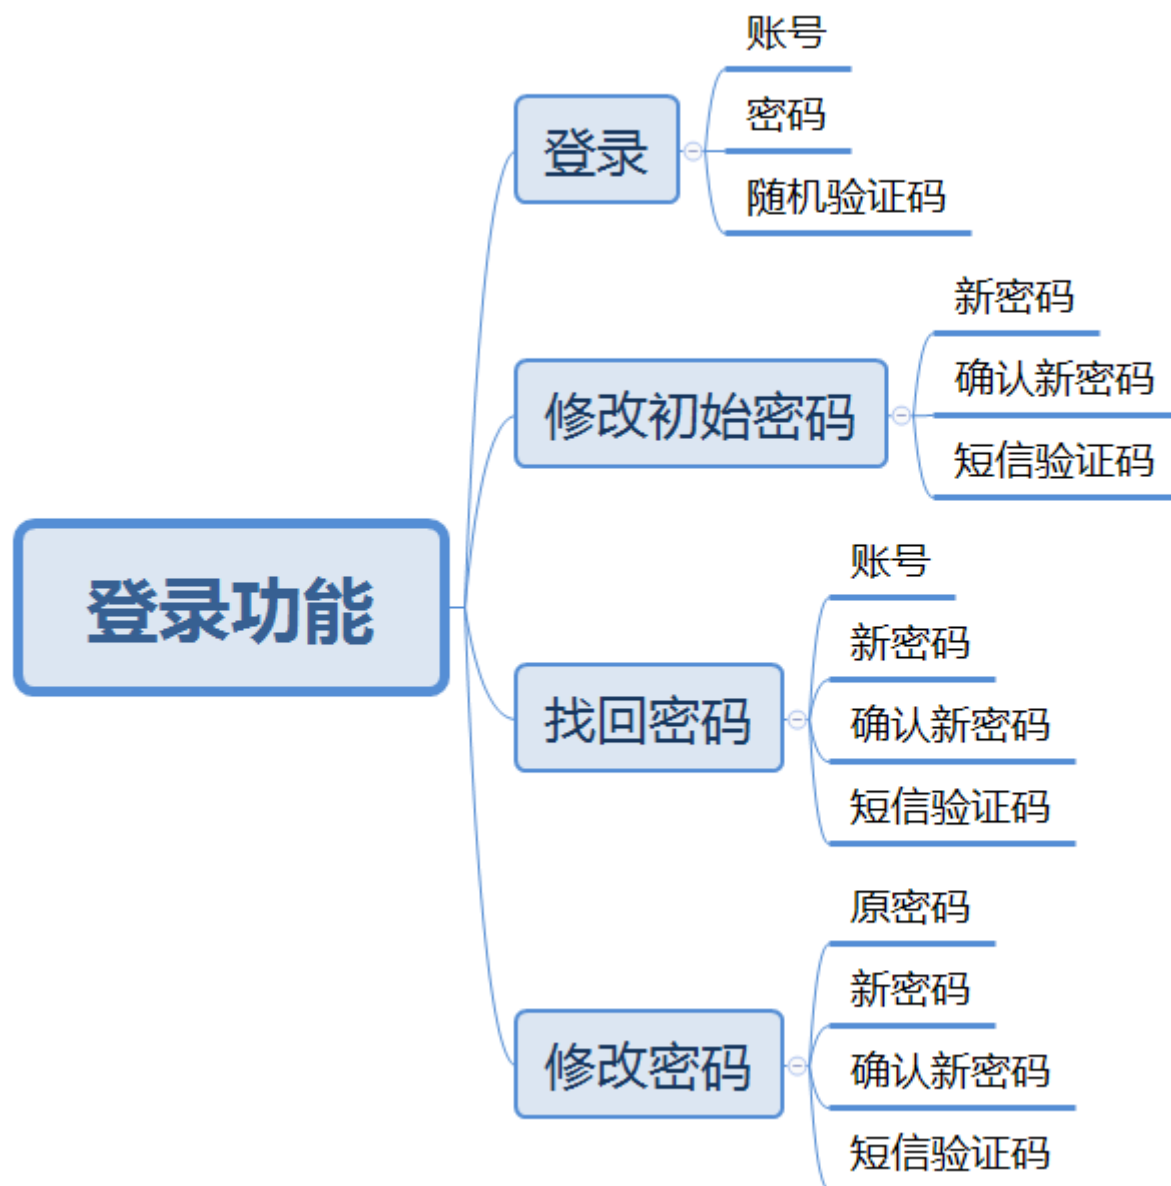 登录功能
登录
账号
密码
随机验证码
修改初始密码
新密码
确认新密码
短信验证码
找回密码
账号
新密码
确认新密码
短信验证码
修改密码
原密码
新密码
确认新密码
短信验证码